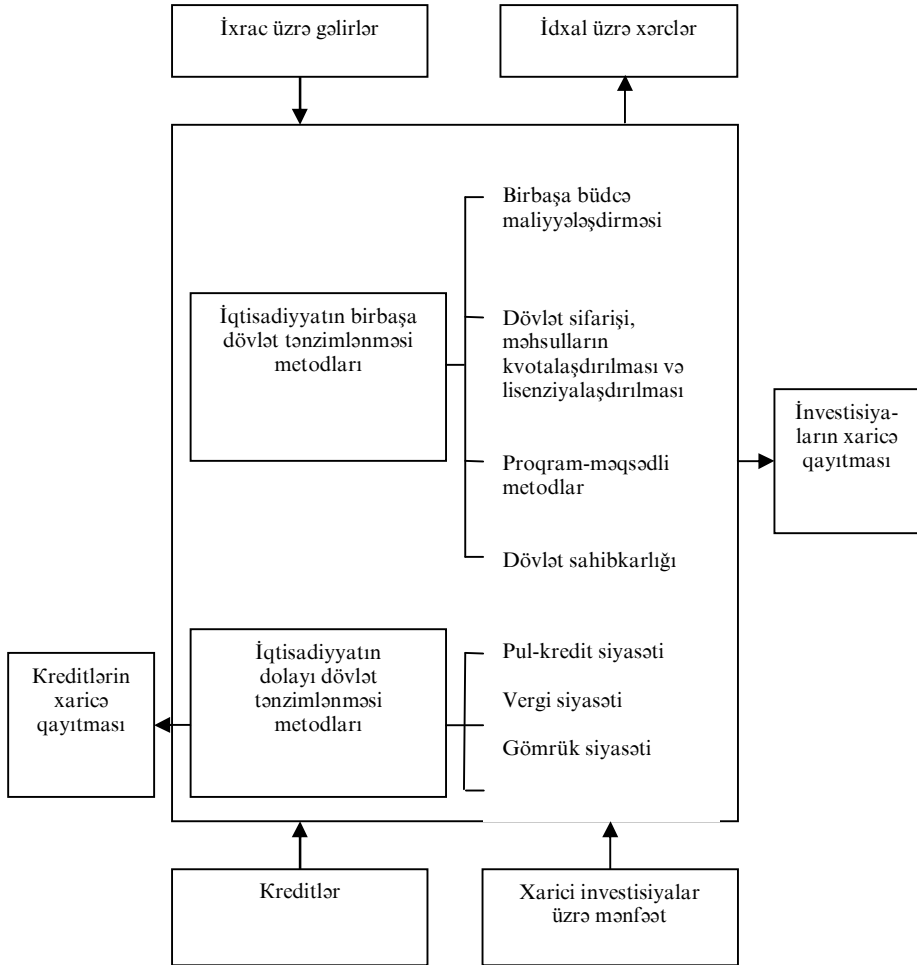 İxrac üzrə gəlirlər
İdxal üzrə xərclər
Birbaşa büdcə
maliyyələşdirməsi
İqtisadiyyatın birbaşa
dövlət tənzimlənməsi
metodları
Dövlət sifarişi,
məhsulların
kvotalaşdırılması və
lisenziyalaşdırılması
İnvestisiya-
ların xaricə
qayıtması
Proqram-məqsədli
metodlar
Dövlət sahibkarlığı
İqtisadiyyatın
dolayı dövlət
tənzimlənməsi
metodları
Pul-kredit siyasəti
Vergi siyasəti
Gömrük siyasəti
Kreditlərin
xaricə
qayıtması
Kreditlər
Xarici investisiyalar
üzrə mənfəət